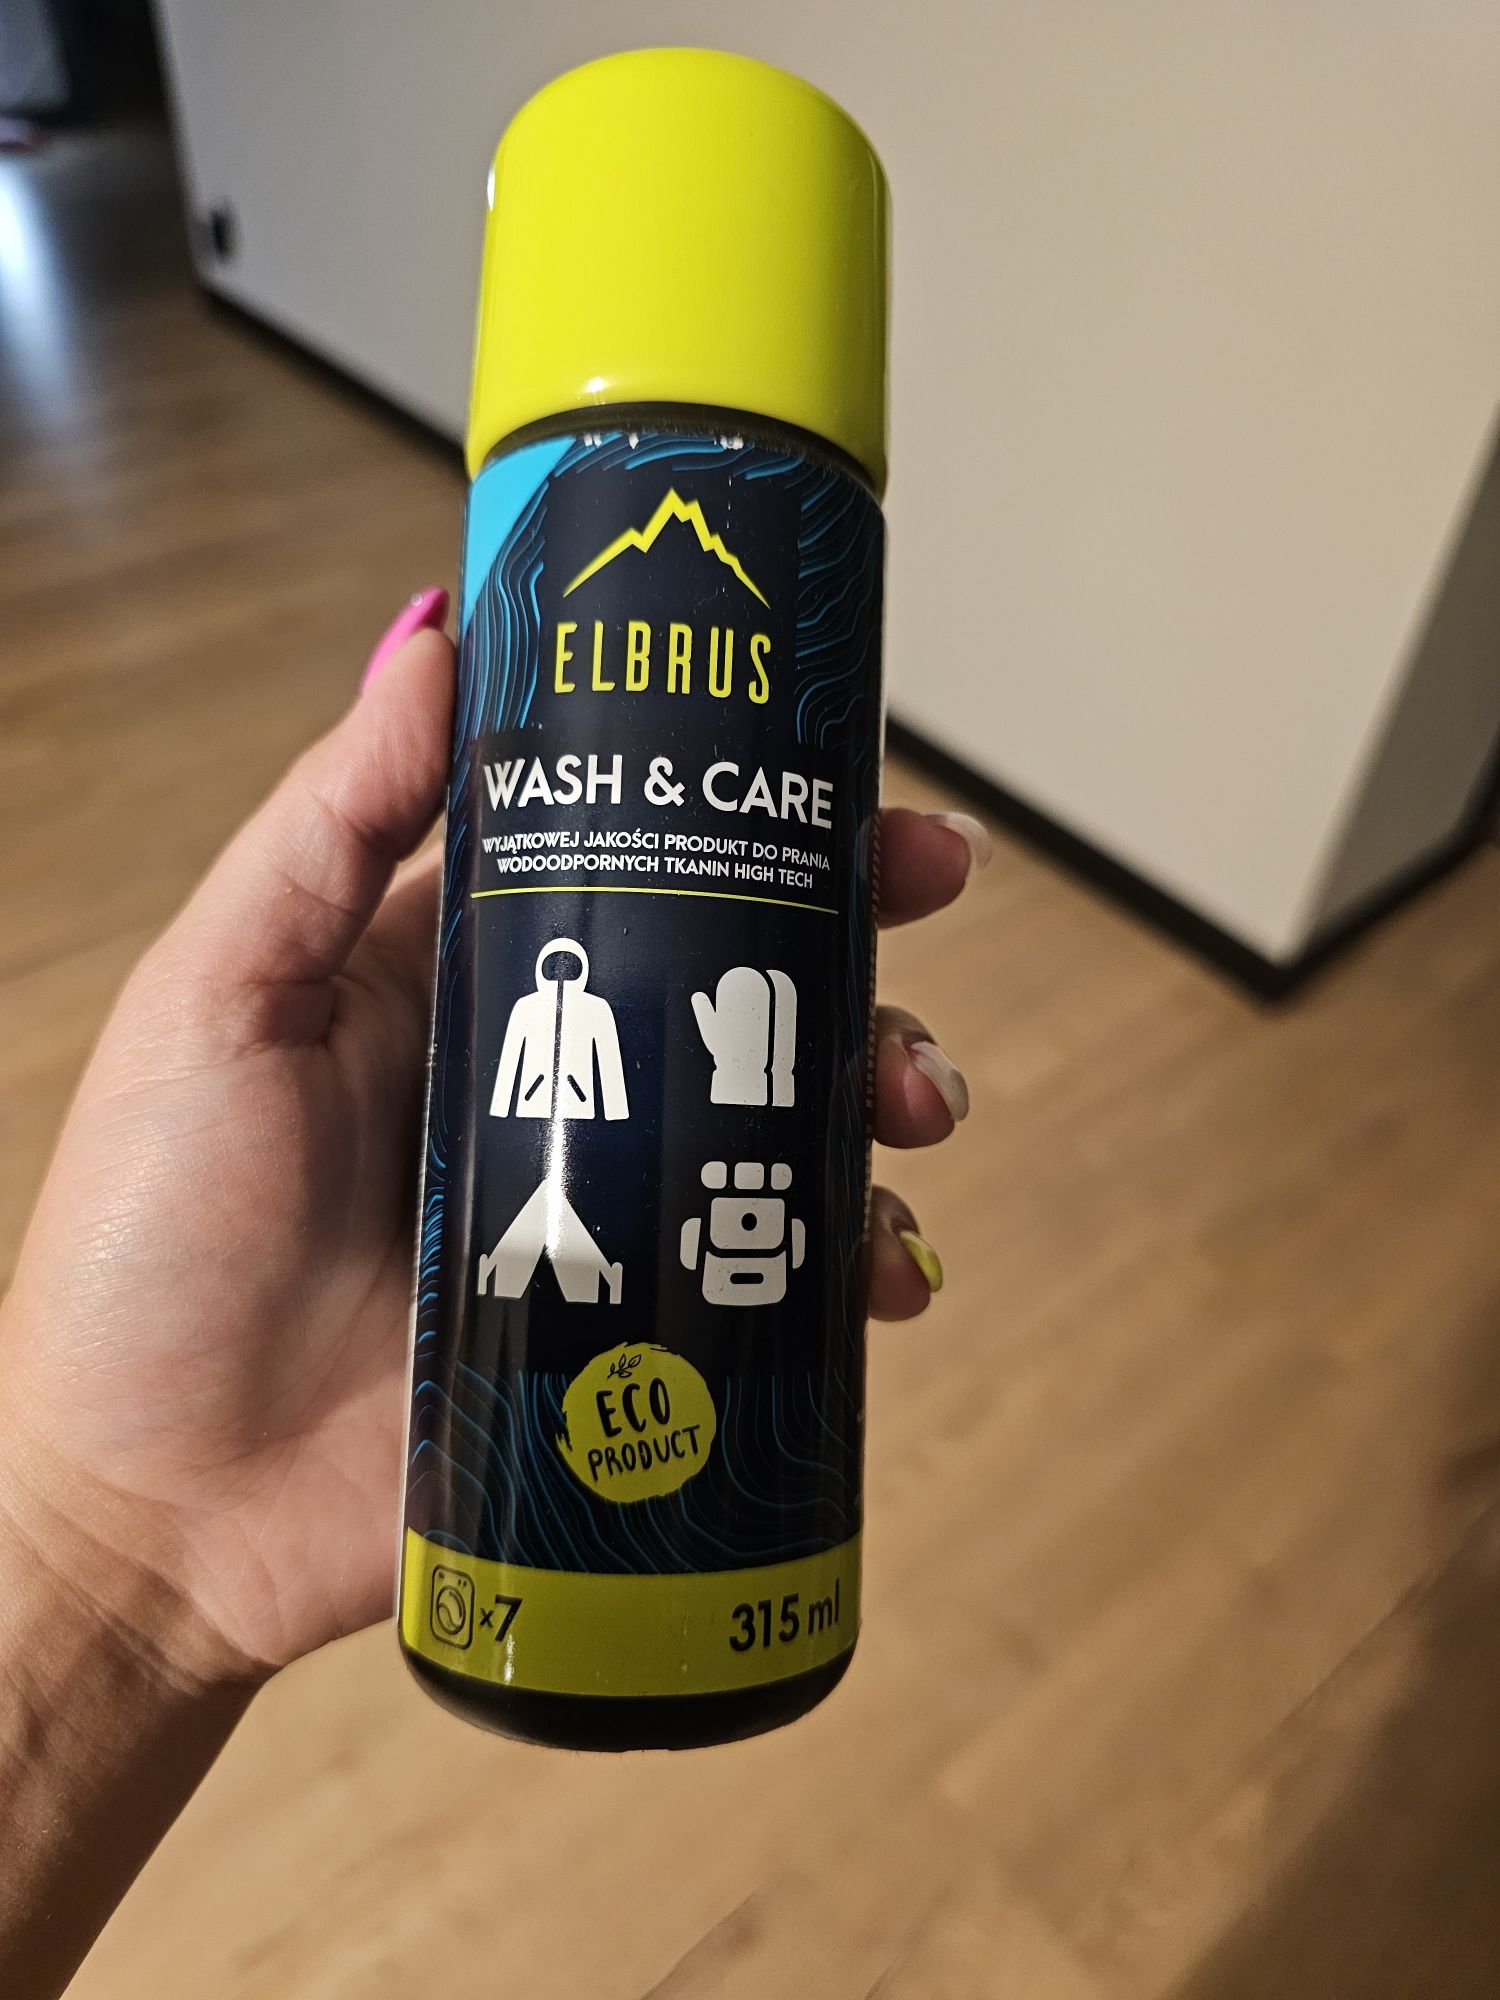 ELBRUS
WASH & CARE
WYJĄTKOWEJ JAKOŚCI PRODUKT DO PRANIA
WODOODPORNYCH TKANIN HIGH TECH
ECO
PRODUCT
x7
315 ml